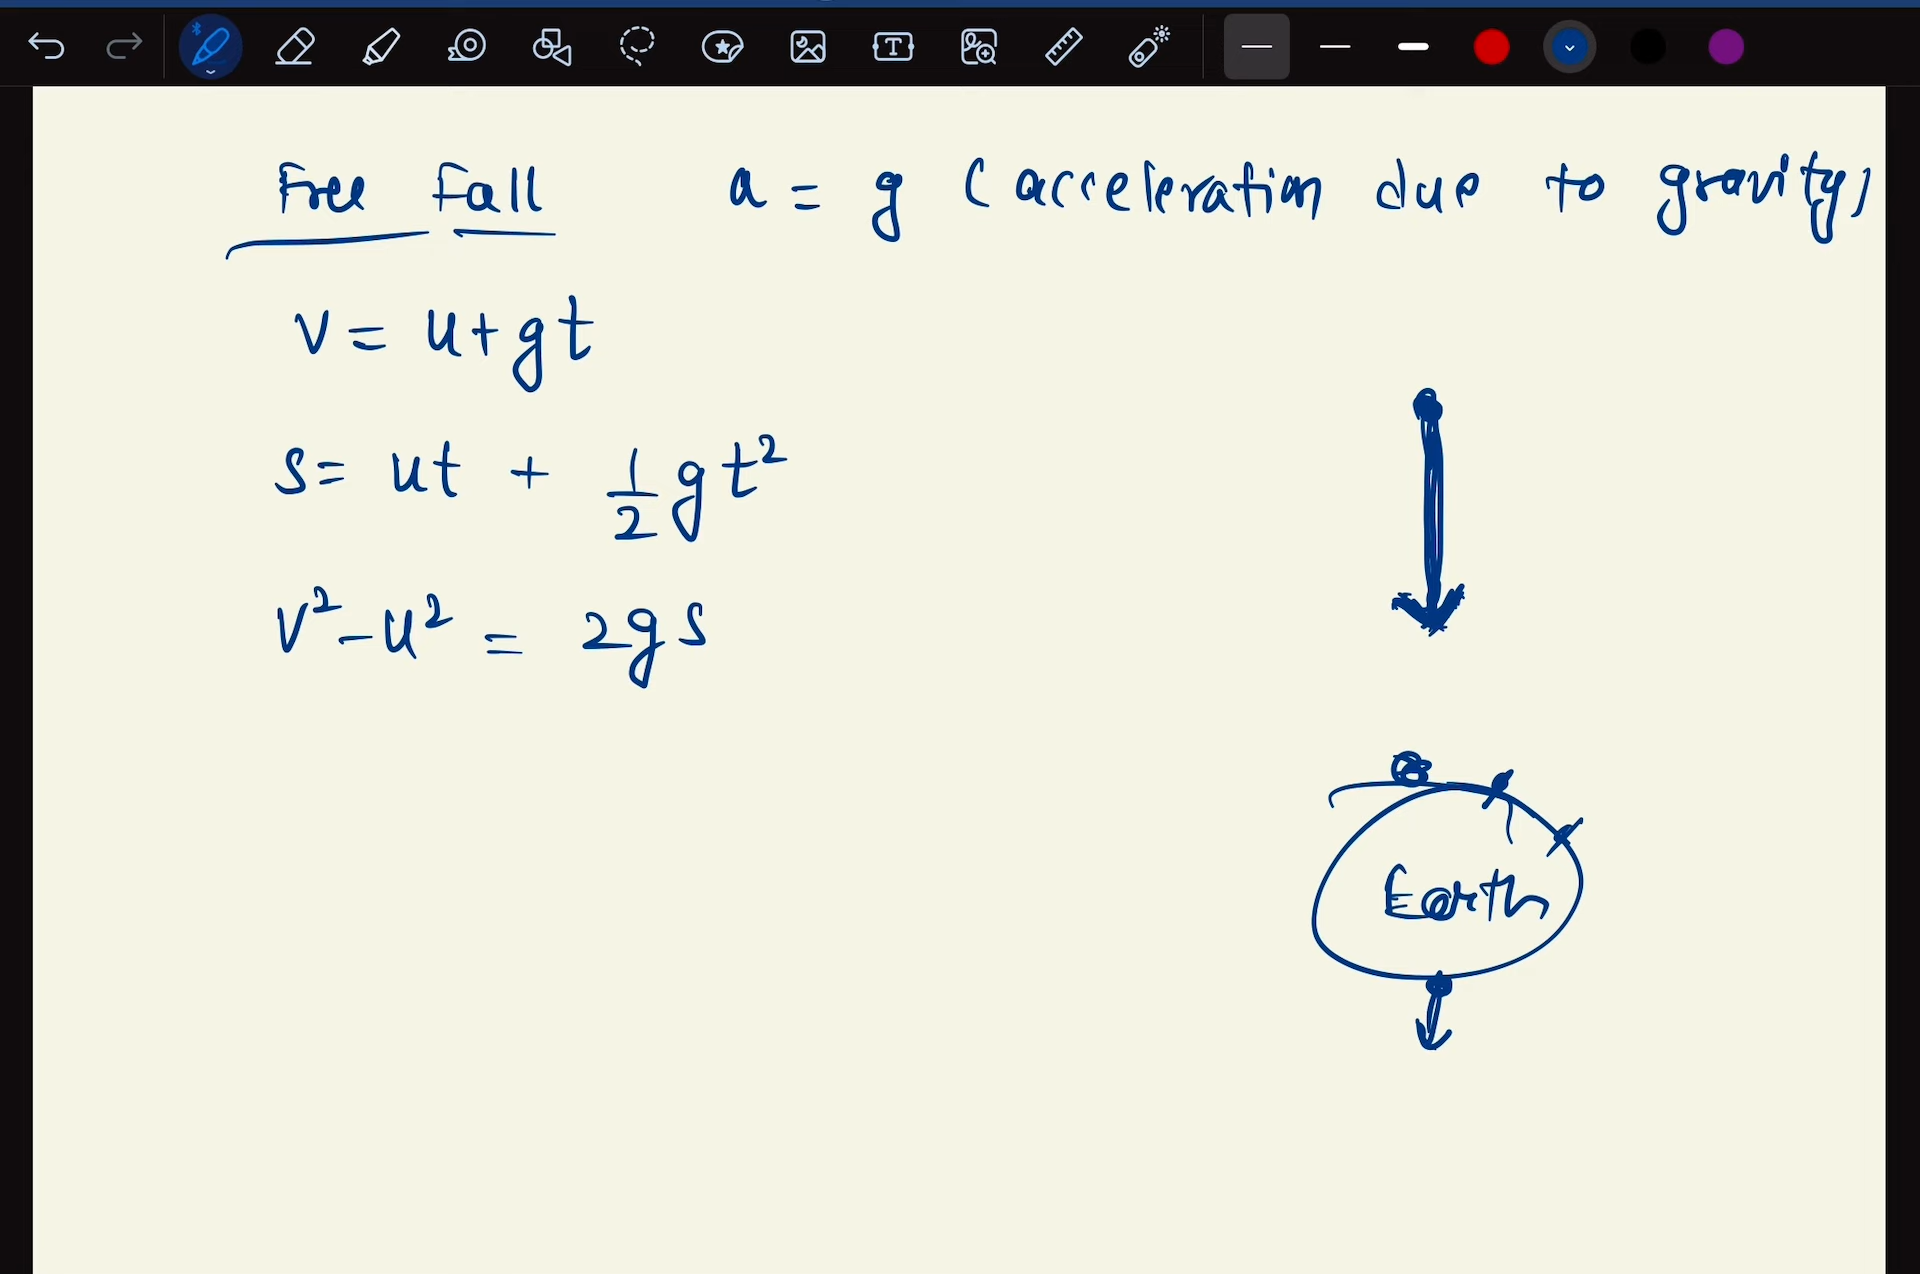 Free Fall a = g (acceleration due to gravity)
v = u + gt
s = ut + 1/2 gt²
v² - u² = 2gs
Earth